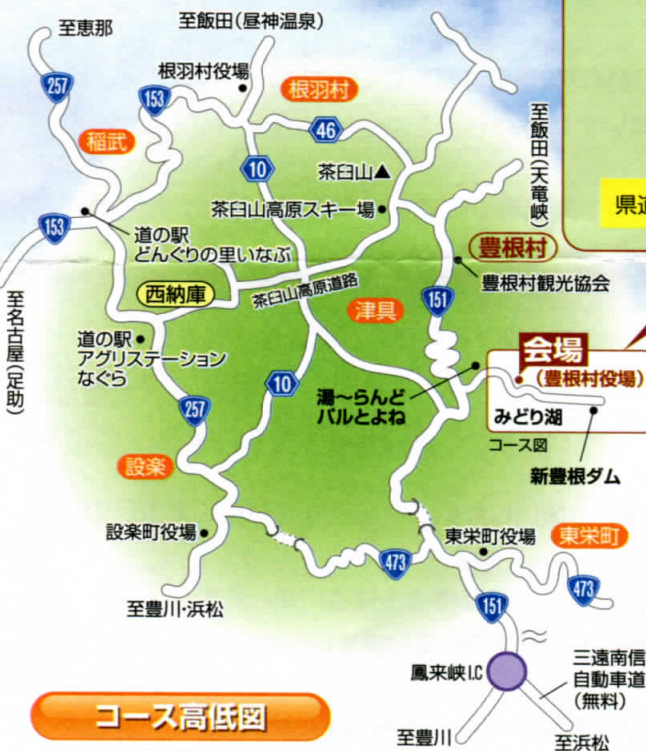 至恵那
至飯田(昼神温泉)
257
根羽村役場
153
根羽村
46
稲武
10
茶臼山▲
至飯田(天竜峡)
茶臼山高原スキー場
県道
153
道の駅
どんぐりの里いなぶ
豊根村
豊根村観光協会
西納庫
茶臼山高原道路
津具
151
至名古屋(足助)
道の駅
アグリステーション
なぐら
会場
(豊根村役場)
10
湯〜らんど
パルとよね
みどり湖
257
コース図
新豊根ダム
設楽
設楽町役場
東栄町役場
東栄町
473
473
至豊川・浜松
151
鳳来峡I.C
三遠南信
自動車道
(無料)
コース高低図
至豊川
至浜松